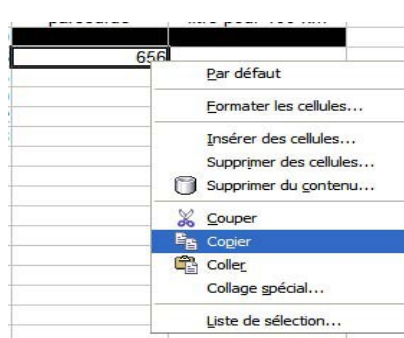 656
Par défaut
Formater les cellules...
Insérer des cellules...
Supprimer des cellules...
Supprimer du contenu...
Couper
Copier
Coller
Collage spécial...
Liste de sélection...